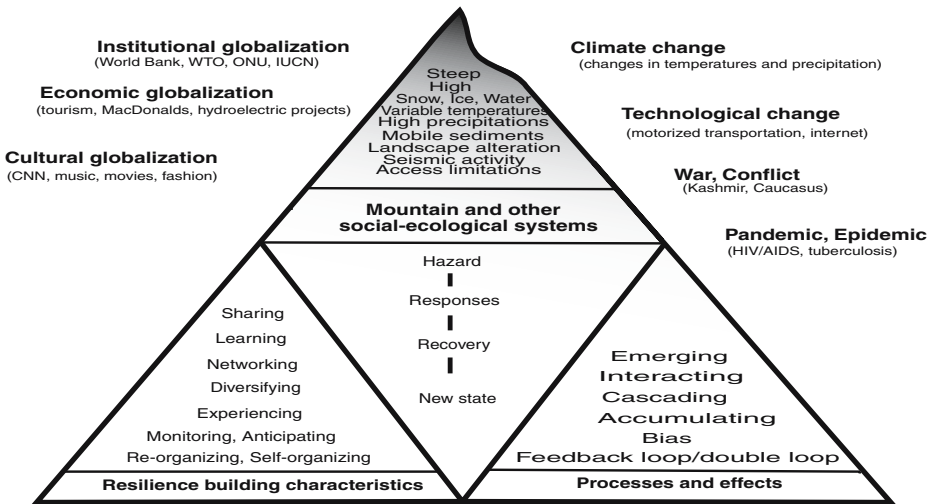 Institutional globalization
(World Bank, WTO, ONU, IUCN)
Economic globalization
(tourism, MacDonalds, hydroelectric projects)
Cultural globalization
(CNN, music, movies, fashion)
Steep
High
Snow, Ice, Water
Variable temperatures
High precipitations
Mobile sediments
Landscape alteration
Seismic activity
Access limitations
Mountain and other
social-ecological systems
Climate change
(changes in temperatures and precipitation)
Technological change
(motorized transportation, internet)
War, Conflict
(Kashmir, Caucasus)
Pandemic, Epidemic
(HIV/AIDS, tuberculosis)
Sharing
Learning
Networking
Diversifying
Experiencing
Monitoring, Anticipating
Re-organizing, Self-organizing
Resilience building characteristics
Hazard
Responses
Recovery
New state
Emerging
Interacting
Cascading
Accumulating
Bias
Feedback loop/double loop
Processes and effects